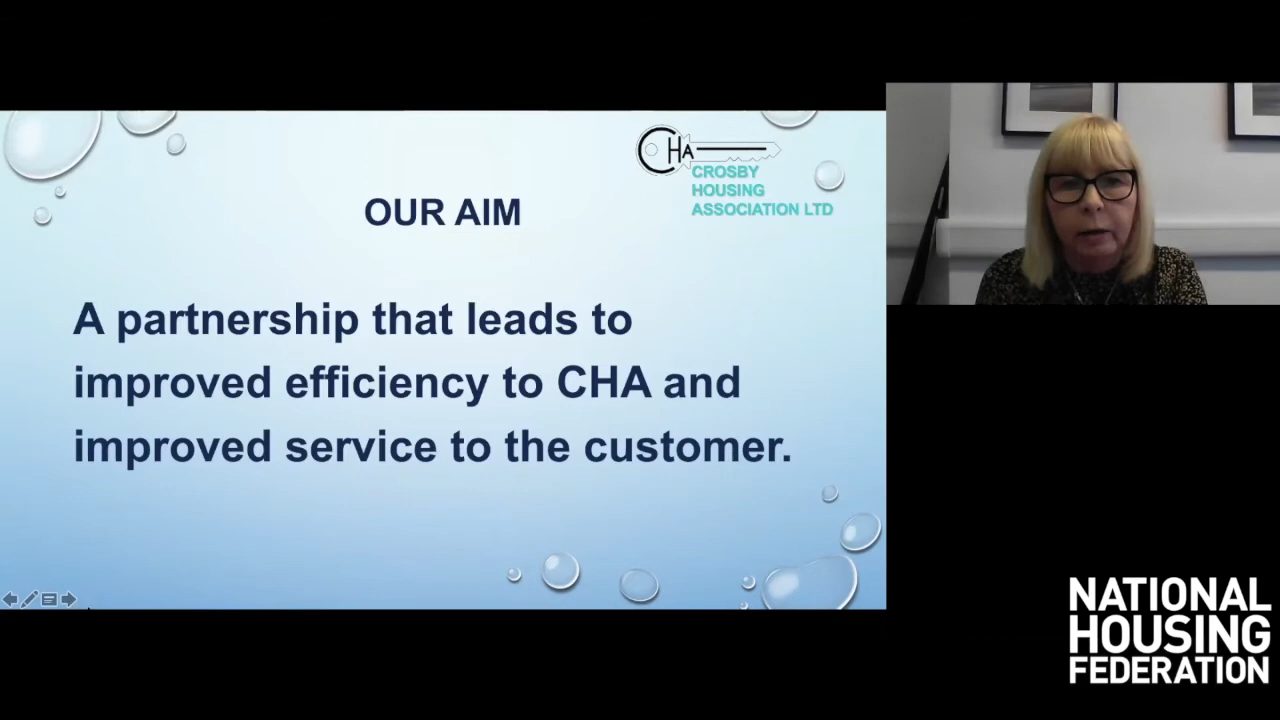 CHA
CROSBY
HOUSING
ASSOCIATION LTD
OUR AIM
A partnership that leads to
improved efficiency to CHA and
improved service to the customer.
NATIONAL
HOUSING
FEDERATION